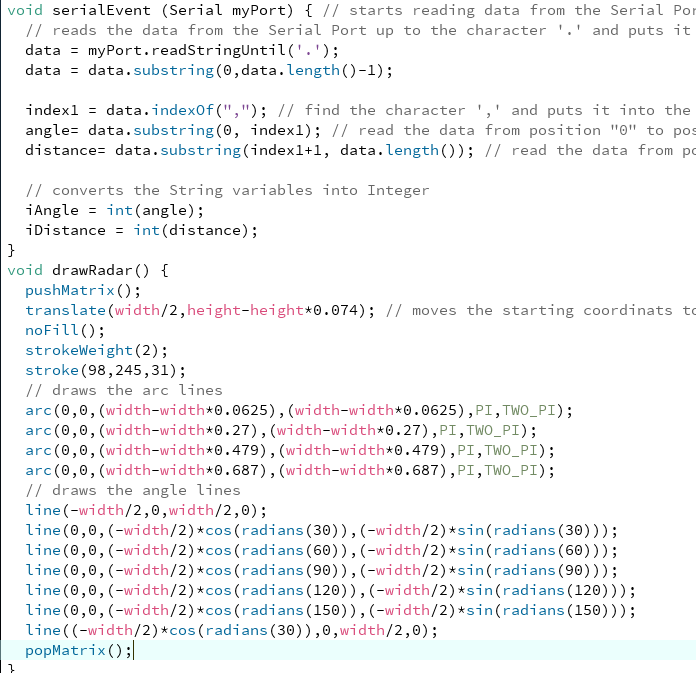 void serialEvent (Serial myPort) { // starts reading data from the Serial
  // reads the data from the Serial Port up to the character '.' and puts it
  data = myPort.readStringUntil('.');
  data = data.substring(0,data.length()-1);

  index1 = data.indexOf(","); // find the character ',' and puts it into the
  angle= data.substring(0, index1); // read the data from position "0" to
  distance= data.substring(index1+1, data.length()); // read the data from

  // converts the String variables into Integer
  iAngle = int(angle);
  iDistance = int(distance);
}
void drawRadar() {
  pushMatrix();
  translate(width/2,height-height*0.074); // moves the starting coordinats
  noFill();
  strokeWeight(2);
  stroke(98,245,31);
  // draws the arc lines
  arc(0,0,(width-width*0.0625),(width-width*0.0625),PI,TWO_PI);
  arc(0,0,(width-width*0.27),(width-width*0.27),PI,TWO_PI);
  arc(0,0,(width-width*0.479),(width-width*0.479),PI,TWO_PI);
  arc(0,0,(width-width*0.687),(width-width*0.687),PI,TWO_PI);
  // draws the angle lines
  line(-width/2,0,width/2,0);
  line(0,0,(-width/2)*cos(radians(30)),(-width/2)*sin(radians(30)));
  line(0,0,(-width/2)*cos(radians(60)),(-width/2)*sin(radians(60)));
  line(0,0,(-width/2)*cos(radians(90)),(-width/2)*sin(radians(90)));
  line(0,0,(-width/2)*cos(radians(120)),(-width/2)*sin(radians(120)));
  line(0,0,(-width/2)*cos(radians(150)),(-width/2)*sin(radians(150)));
  line((-width/2)*cos(radians(30)),0,width/2,0);
  popMatrix();
}